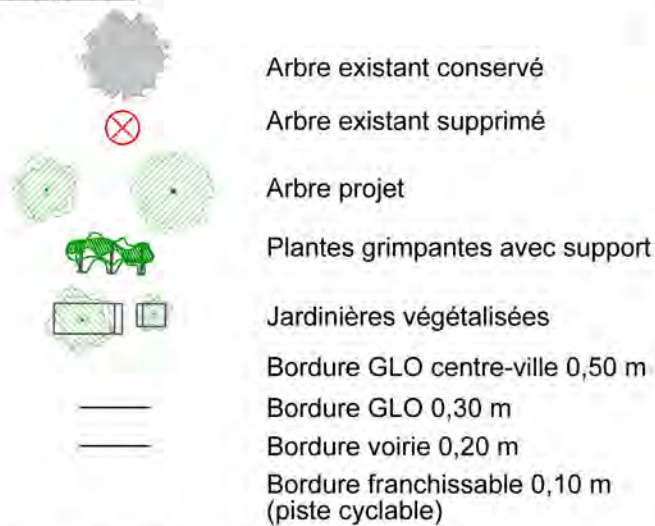 Arbre existant conservé
Arbre existant supprimé
Arbre projet
Plantes grimpantes avec support
Jardinières végétalisées
Bordure GLO centre-ville 0,50 m
Bordure GLO 0,30 m
Bordure voirie 0,20 m
Bordure franchissable 0,10 m
(piste cyclable)